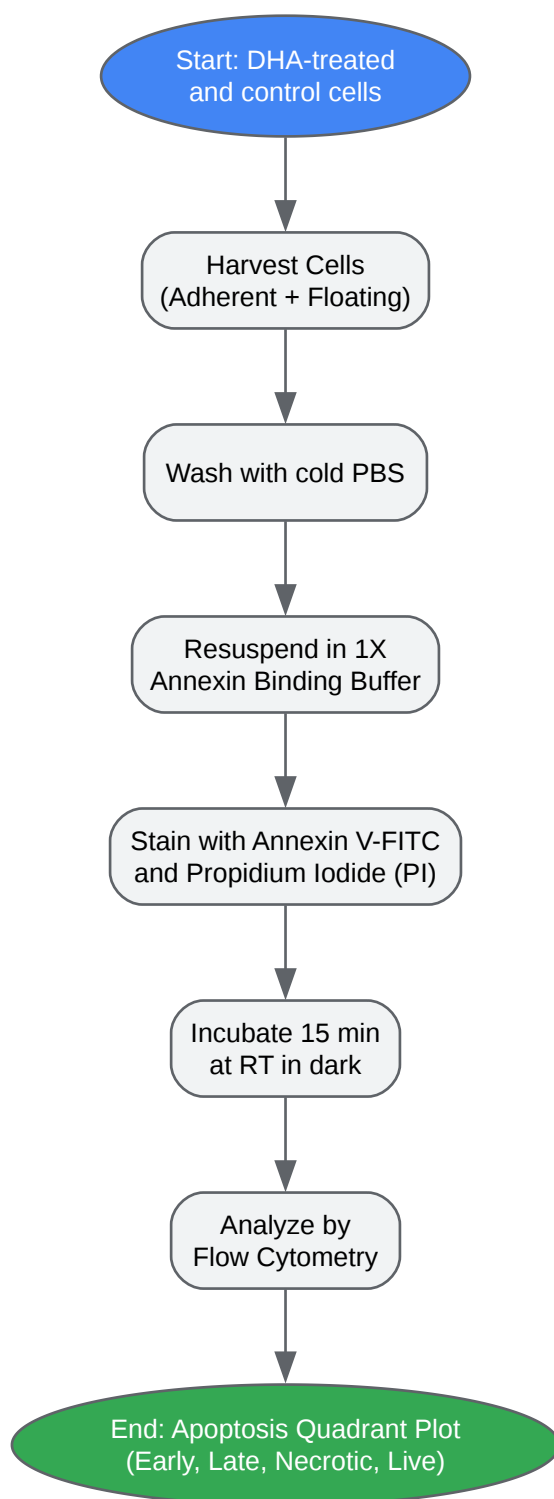 Start: DHA-treated
and control cells
Harvest Cells
(Adherent + Floating)
Wash with cold PBS
Resuspend in 1X
Annexin Binding Buffer
Stain with Annexin V-FITC
and Propidium Iodide (PI)
Incubate 15 min
at RT in dark
Analyze by
Flow Cytometry
End: Apoptosis Quadrant Plot
(Early, Late, Necrotic, Live)